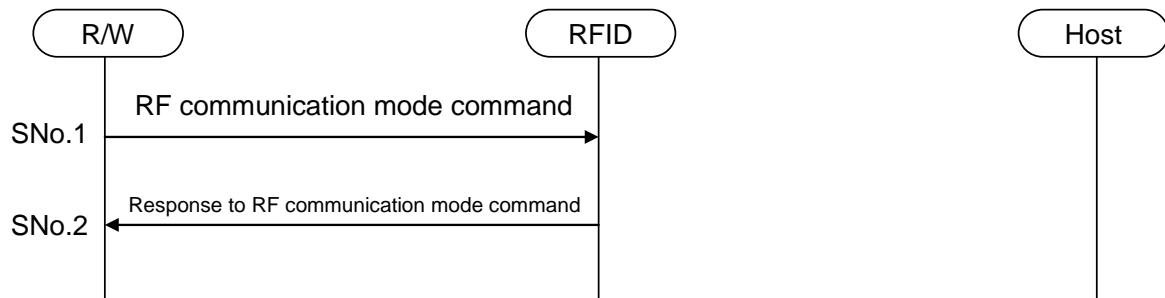 R/W
RFID
Host
RF communication mode command
SNo.1
Response to RF communication mode command
SNo.2